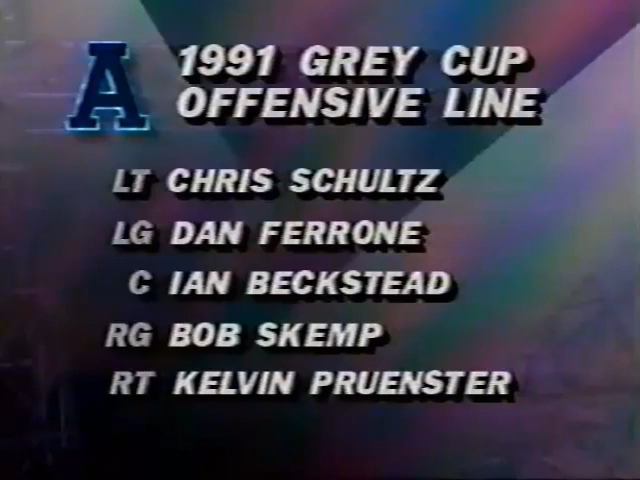 A
1991 GREY CUP
OFFENSIVE LINE
LT CHRIS SCHULTZ
LG DAN FERRONE
C IAN BECKSTEAD
RG BOB SKEMP
RT KELVIN PRUENSTER